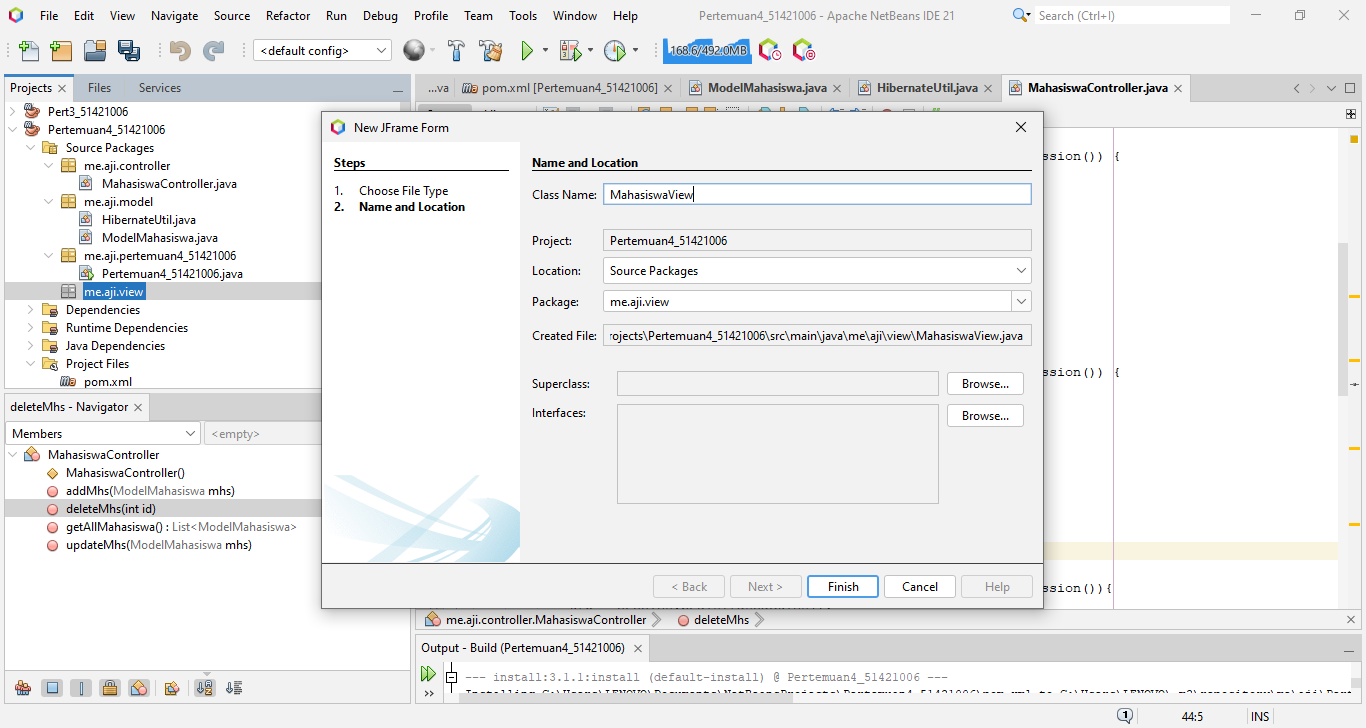 File Edit View Navigate Source Refactor Run Debug Profile Team Tools Window Help Pertemuan4_51421006 - Apache NetBeans IDE 21 Search (Ctrl+I)
<default config> 168.6/492.0MB
Projects Files Services ...va pom.xml [Pertemuan4_51421006] ModelMahasiswa.java HibernateUtil.java MahasiswaController.java
Pert3_51421006
Pertemuan4_51421006
Source Packages
me.aji.controller
MahasiswaController.java
me.aji.model
HibernateUtil.java
ModelMahasiswa.java
me.aji.pertemuan4_51421006
Pertemuan4_51421006.java
me.aji.view
Dependencies
Runtime Dependencies
Java Dependencies
Project Files
pom.xml
deleteMhs - Navigator
Members <empty>
MahasiswaController
MahasiswaController()
addMhs(ModelMahasiswa mhs)
deleteMhs(int id)
getAllMahasiswa() : List<ModelMahasiswa>
updateMhs(ModelMahasiswa mhs)
New JFrame Form
Steps
1. Choose File Type
2. Name and Location
Name and Location
Class Name: MahasiswaView
Project: Pertemuan4_51421006
Location: Source Packages
Package: me.aji.view
Created File: rojects\Pertemuan4_51421006\src\main\java\me\aji\view\MahasiswaView.java
Superclass: Browse...
Interfaces: Browse...
< Back Next > Finish Cancel Help
ssion()) {
ssion()) {
ssion()){
me.aji.controller.MahasiswaController deleteMhs
Output - Build (Pertemuan4_51421006)
--- install:3.1.1:install (default-install) @ Pertemuan4_51421006 ---
1 44:5 INS